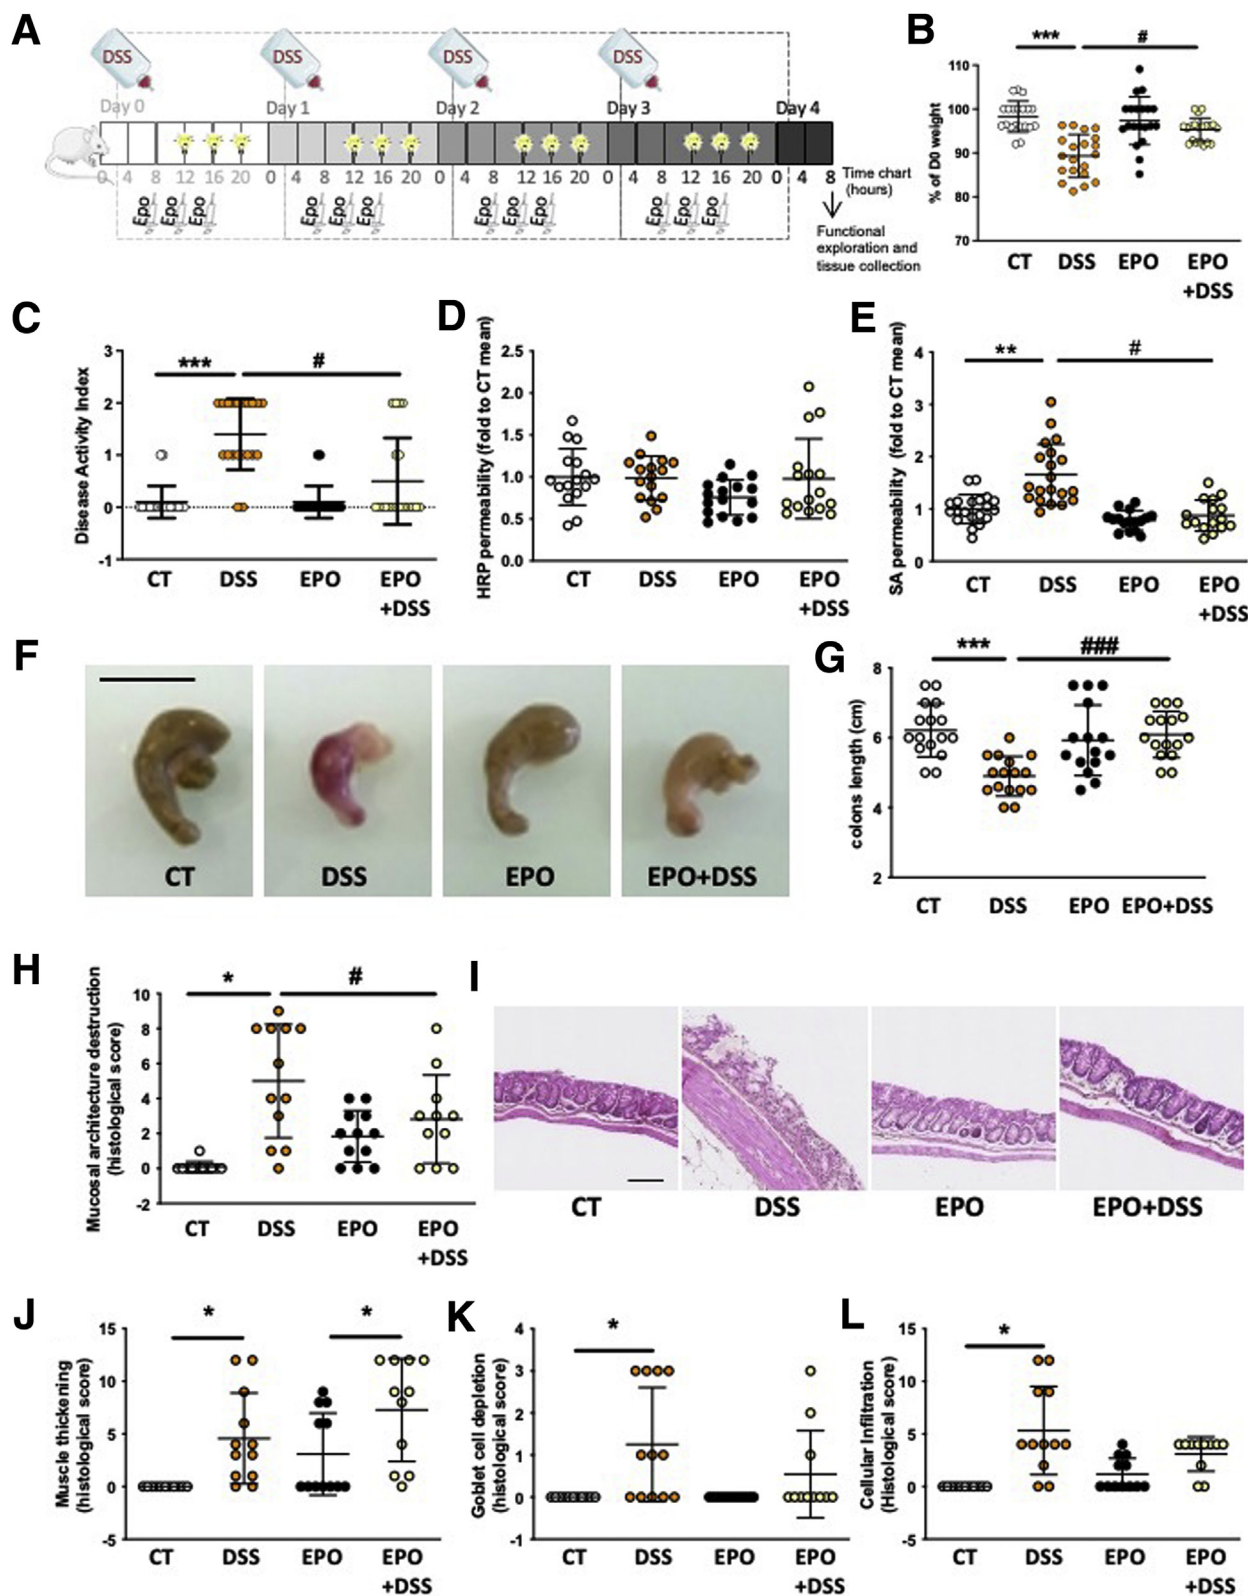 A
DSS
DSS
DSS
DSS
Day 0
Day 1
Day 2
Day 3
Day 4
0 4 8 12 16 20 0 4 8 12 16 20 0 4 8 12 16 20 0 4 8 12 16 20 0 4 8
Time chart
(hours)
Epo Epo Epo
Epo Epo Epo
Epo Epo Epo
Epo Epo Epo
Functional
exploration and
tissue collection
B
*** #
% of D0 weight
110
100
90
80
70
CT DSS EPO EPO
+DSS
C
*** #
Disease Activity Index
3
2
1
0
-1
CT DSS EPO EPO
+DSS
D
HRP permeability (fold to CT mean)
2.5
2.0
1.5
1.0
0.5
0.0
CT DSS EPO EPO
+DSS
E
** #
SA permeability (fold to CT mean)
4
3
2
1
0
CT DSS EPO EPO
+DSS
F
CT
DSS
EPO
EPO+DSS
G
*** ###
colons length (cm)
8
6
4
2
CT DSS EPO EPO+DSS
H
* #
Mucosal architecture destruction
(histological score)
10
8
6
4
2
0
-2
CT DSS EPO EPO
+DSS
I
CT
DSS
EPO
EPO+DSS
J
* *
Muscle thickening
(histological score)
15
10
5
0
-5
CT DSS EPO EPO
+DSS
K
*
Goblet cell depletion
(histological score)
4
3
2
1
0
-1
CT DSS EPO EPO
+DSS
L
*
Cellular Infiltration
(Histological score)
15
10
5
0
-5
CT DSS EPO EPO
+DSS